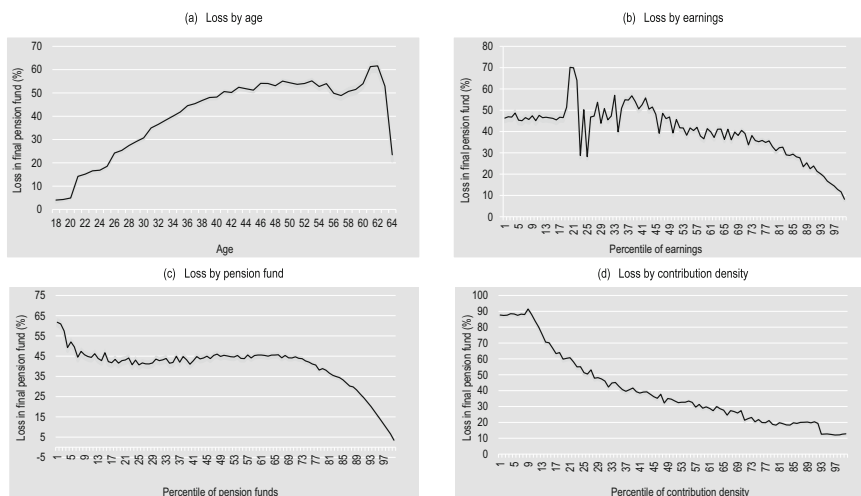 (a) Loss by age
Loss in final pension fund (%)
70
60
50
40
30
20
10
0
18 20 22 24 26 28 30 32 34 36 38 40 42 44 46 48 50 52 54 56 58 60 62 64
Age
(b) Loss by earnings
Loss in final pension fund (%)
80
70
60
50
40
30
20
10
0
1 5 9 13 17 21 25 29 33 37 41 45 49 53 57 61 65 69 73 77 81 85 89 93 97
Percentile of earnings
(c) Loss by pension fund
Loss in final pension fund (%)
75
65
55
45
35
25
15
5
-5
1 5 9 13 17 21 25 29 33 37 41 45 49 53 57 61 65 69 73 77 81 85 89 93 97
Percentile of pension funds
(d) Loss by contribution density
Loss in final pension fund (%)
100
90
80
70
60
50
40
30
20
10
0
1 5 9 13 17 21 25 29 33 37 41 45 49 53 57 61 65 69 73 77 81 85 89 93 97
Percentile of contribution density